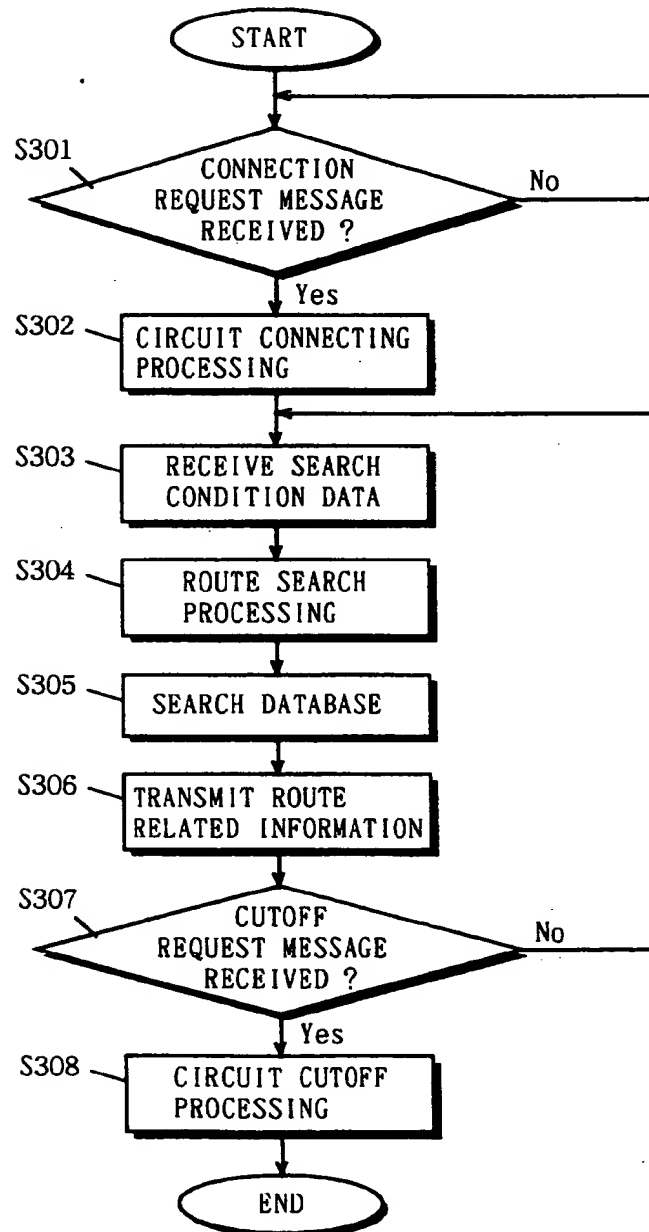 START
S301
CONNECTION
REQUEST MESSAGE
RECEIVED ?
No
Yes
S302
CIRCUIT CONNECTING
PROCESSING
S303
RECEIVE SEARCH
CONDITION DATA
S304
ROUTE SEARCH
PROCESSING
S305
SEARCH DATABASE
S306
TRANSMIT ROUTE
RELATED INFORMATION
S307
CUTOFF
REQUEST MESSAGE
RECEIVED ?
No
Yes
S308
CIRCUIT CUTOFF
PROCESSING
END